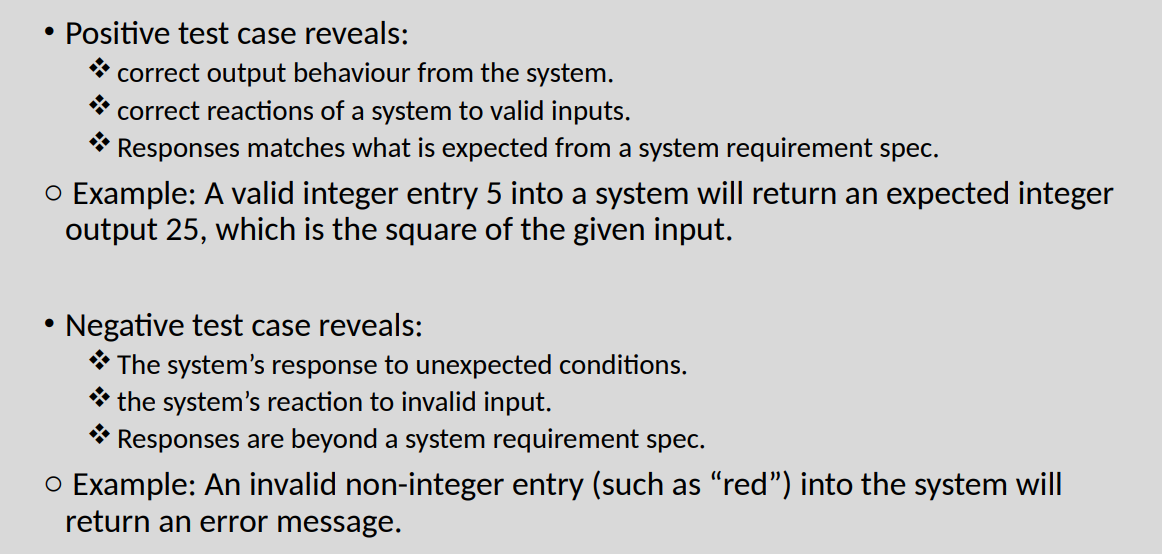 • Positive test case reveals:
❖ correct output behaviour from the system.
❖ correct reactions of a system to valid inputs.
❖ Responses matches what is expected from a system requirement spec.
○ Example: A valid integer entry 5 into a system will return an expected integer
output 25, which is the square of the given input.
• Negative test case reveals:
❖ The system’s response to unexpected conditions.
❖ the system’s reaction to invalid input.
❖ Responses are beyond a system requirement spec.
○ Example: An invalid non-integer entry (such as “red”) into the system will
return an error message.